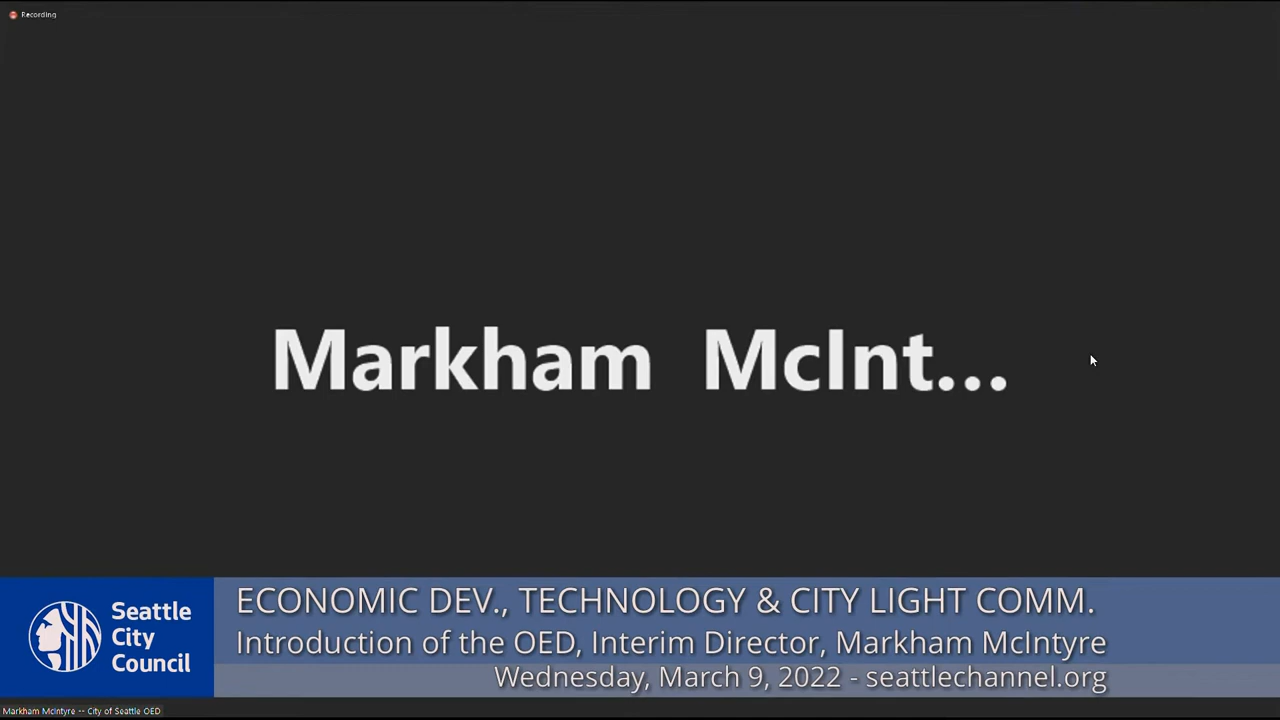 Recording
Markham McInt...
Seattle
City
Council
ECONOMIC DEV., TECHNOLOGY & CITY LIGHT COMM.
Introduction of the OED, Interim Director, Markham McIntyre
Wednesday, March 9, 2022 - seattlechannel.org
Markham McIntyre -- City of Seattle OED